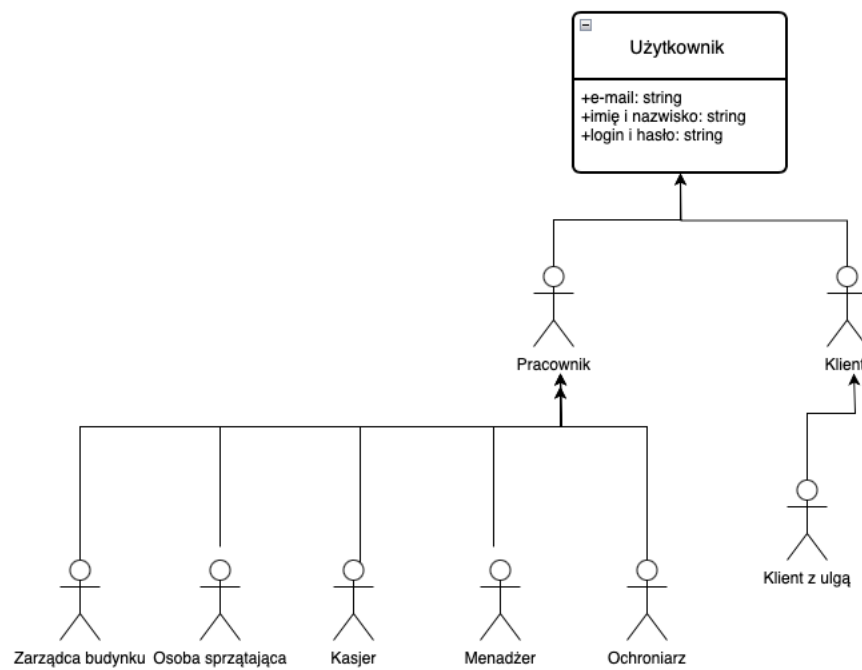 Użytkownik
+e-mail: string
+imię i nazwisko: string
+login i hasło: string
Pracownik
Klient
Klient z ulgą
Zarządca budynku
Osoba sprzątająca
Kasjer
Menadżer
Ochroniarz